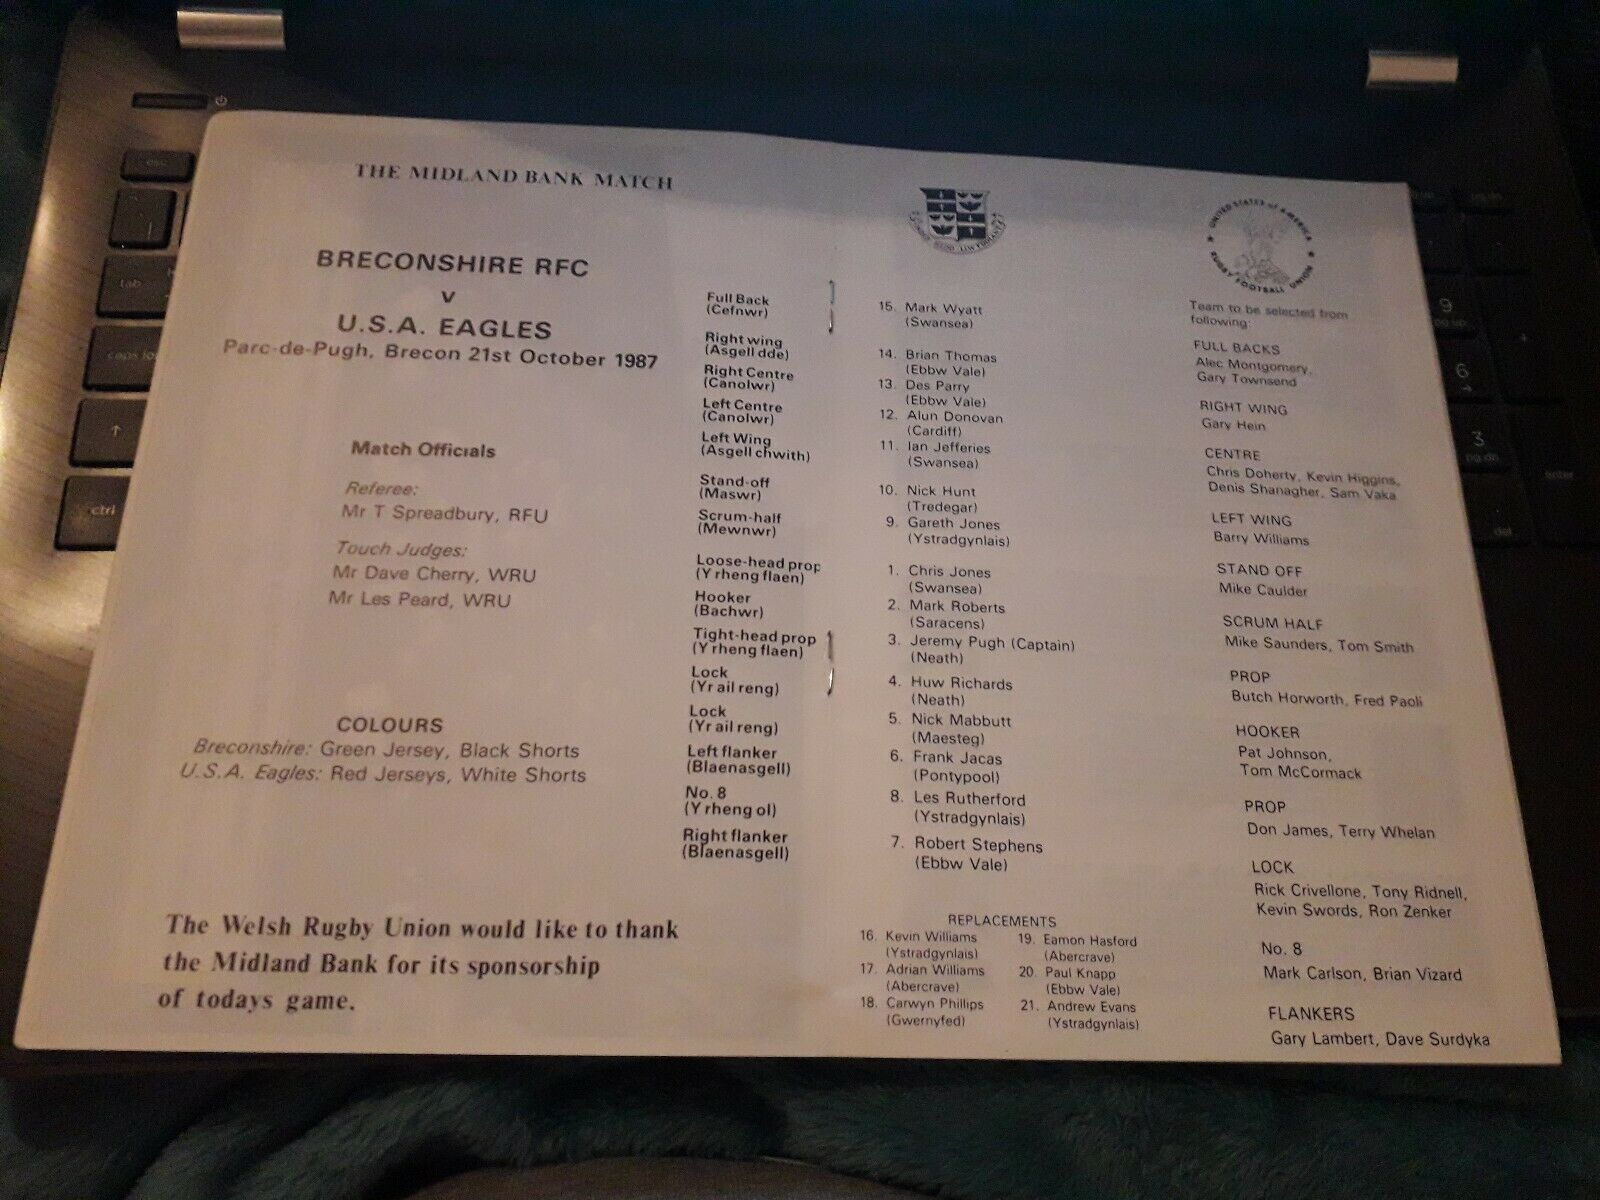 THE MIDLAND BANK MATCH
BRECONSHIRE RFC
v
U.S.A. EAGLES
Parc-de-Pugh, Brecon 21st October 1987
Match Officials
Referee:
Mr T Spreadbury, RFU
Touch Judges:
Mr Dave Cherry, WRU
Mr Les Peard, WRU
COLOURS
Breconshire: Green Jersey, Black Shorts
U.S.A. Eagles: Red Jerseys, White Shorts
The Welsh Rugby Union would like to thank
the Midland Bank for its sponsorship
of todays game.
Full Back
(Cefnwr)
Right wing
(Asgell dde)
Right Centre
(Canolwr)
Left Centre
(Canolwr)
Left Wing
(Asgell chwith)
Stand-off
(Maswr)
Scrum-half
(Mewnwr)
Loose-head prop
(Y rheng flaen)
Hooker
(Bachwr)
Tight-head prop
(Y rheng flaen)
Lock
(Yr ail reng)
Lock
(Yr ail reng)
Left flanker
(Blaenasgell)
No. 8
(Y rheng ol)
Right flanker
(Blaenasgell)
15. Mark Wyatt
(Swansea)
14. Brian Thomas
(Ebbw Vale)
13. Des Parry
(Ebbw Vale)
12. Alun Donovan
(Cardiff)
11. Ian Jefferies
(Swansea)
10. Nick Hunt
(Tredegar)
9. Gareth Jones
(Ystradgynlais)
1. Chris Jones
(Swansea)
2. Mark Roberts
(Saracens)
3. Jeremy Pugh (Captain)
(Neath)
4. Huw Richards
(Neath)
5. Nick Mabbutt
(Maesteg)
6. Frank Jacas
(Pontypool)
8. Les Rutherford
(Ystradgynlais)
7. Robert Stephens
(Ebbw Vale)
REPLACEMENTS
16. Kevin Williams
(Ystradgynlais)
17. Adrian Williams
(Abercrave)
18. Carwyn Phillips
(Gwernyfed)
19. Eamon Hasford
(Abercrave)
20. Paul Knapp
(Ebbw Vale)
21. Andrew Evans
(Ystradgynlais)
UNITED STATES of AMERICA
RUGBY FOOTBALL UNION
Team to be selected from
following:
FULL BACKS
Alec Montgomery,
Gary Townsend
RIGHT WING
Gary Hein
CENTRE
Chris Doherty, Kevin Higgins,
Denis Shanagher, Sam Vaka
LEFT WING
Barry Williams
STAND OFF
Mike Caulder
SCRUM HALF
Mike Saunders, Tom Smith
PROP
Butch Horworth, Fred Paoli
HOOKER
Pat Johnson,
Tom McCormack
PROP
Don James, Terry Whelan
LOCK
Rick Crivellone, Tony Ridnell,
Kevin Swords, Ron Zenker
No. 8
Mark Carlson, Brian Vizard
FLANKERS
Gary Lambert, Dave Surdyka
esc
tab
caps lo
ctrl
9
6
3
pg dn
enter
del